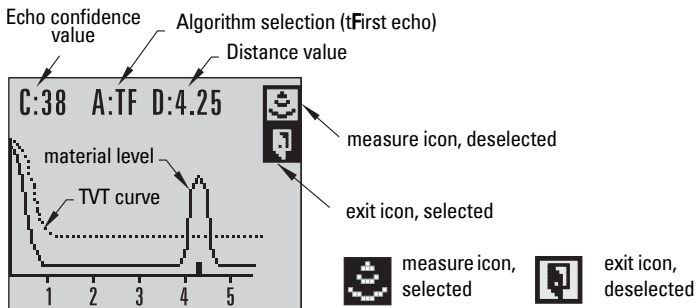 Echo confidence
value
Algorithm selection (tFirst echo)
Distance value
C:38 A:TF D:4.25
measure icon, deselected
material level
TVT curve
exit icon, selected
measure icon,
selected
exit icon,
deselected
1 2 3 4 5